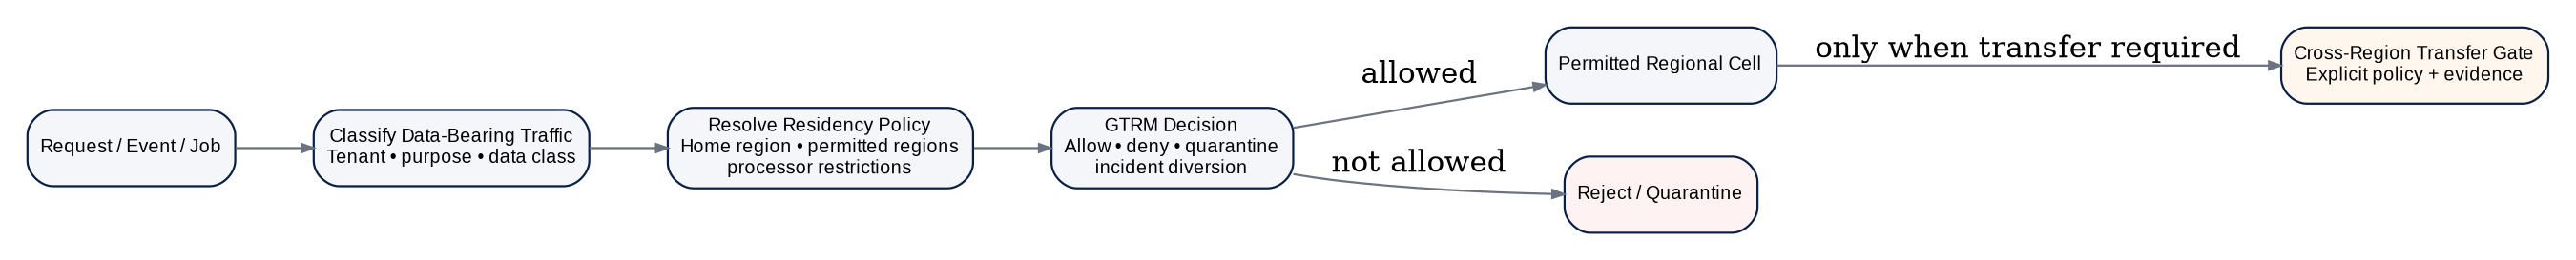 Request / Event / Job
Classify Data-Bearing Traffic
Tenant • purpose • data class
Resolve Residency Policy
Home region • permitted regions
processor restrictions
GTRM Decision
Allow • deny • quarantine
incident diversion
allowed
not allowed
Permitted Regional Cell
Reject / Quarantine
only when transfer required
Cross-Region Transfer Gate
Explicit policy + evidence